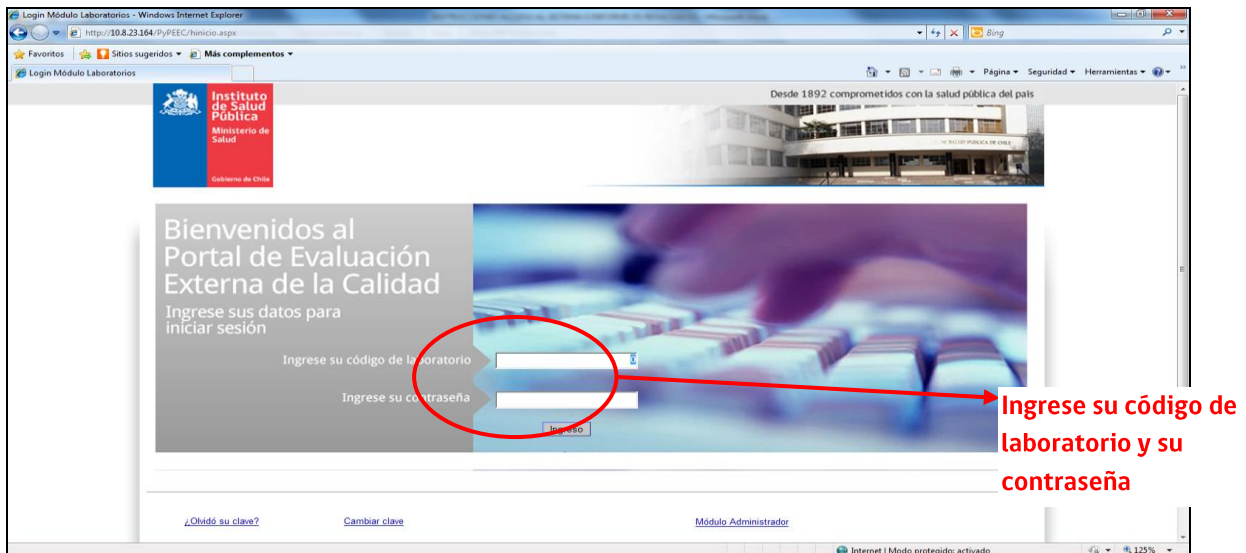 Login Módulo Laboratorios - Windows Internet Explorer
http://10.8.23.164/PyPEEC/hinicio.aspx
Bing
Favoritos
Sitios sugeridos
Más complementos
Login Módulo Laboratorios
Página
Seguridad
Herramientas
Instituto
de Salud
Pública
Ministerio de
Salud
Gobierno de Chile
Desde 1892 comprometidos con la salud pública del país
Bienvenidos al
Portal de Evaluación
Externa de la Calidad
Ingrese sus datos para
iniciar sesión
Ingrese su código de laboratorio
0
Ingrese su contraseña
Ingreso
Ingrese su código de
laboratorio y su
contraseña
¿Olvidó su clave?
Cambiar clave
Módulo Administrador
Internet | Modo protegido: activado
125%